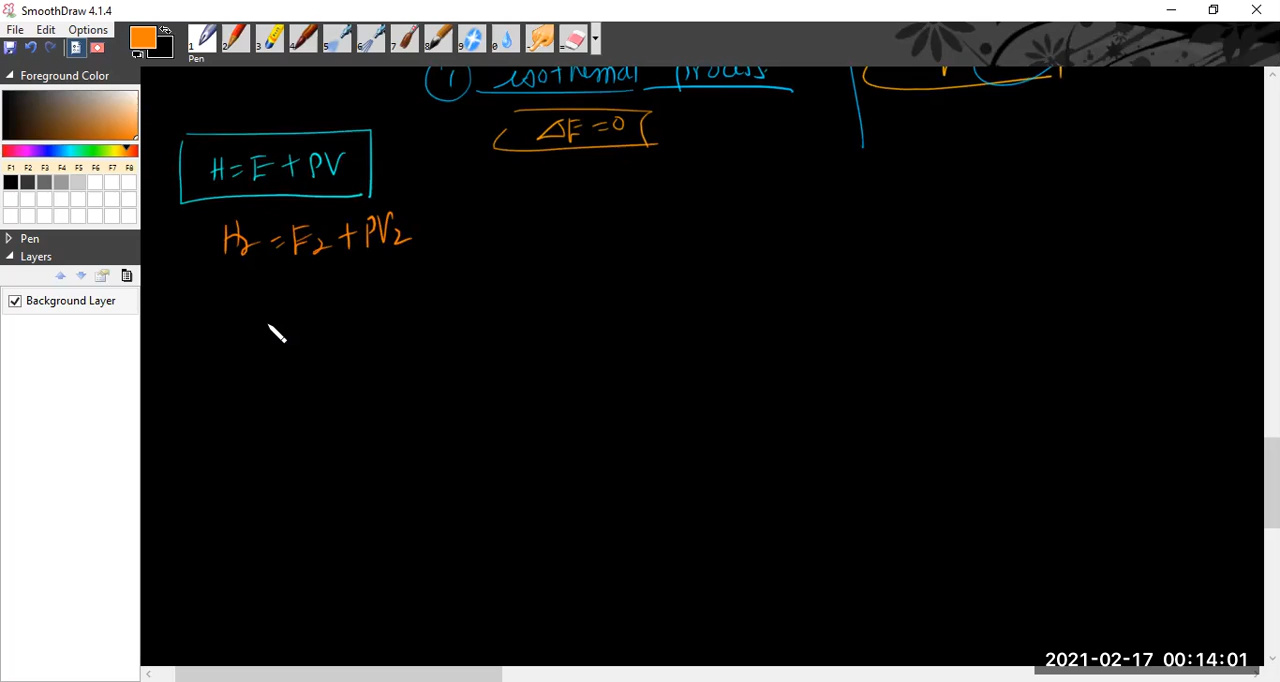 SmoothDraw 4.1.4
File Edit Options
Pen
Foreground Color
F1 F2 F3 F4 F5 F6 F7 F8
Pen
Layers
Background Layer
isothermal process
ΔE = 0
H = E + PV
H₂ = E₂ + PV₂
2021-02-17 00:14:01